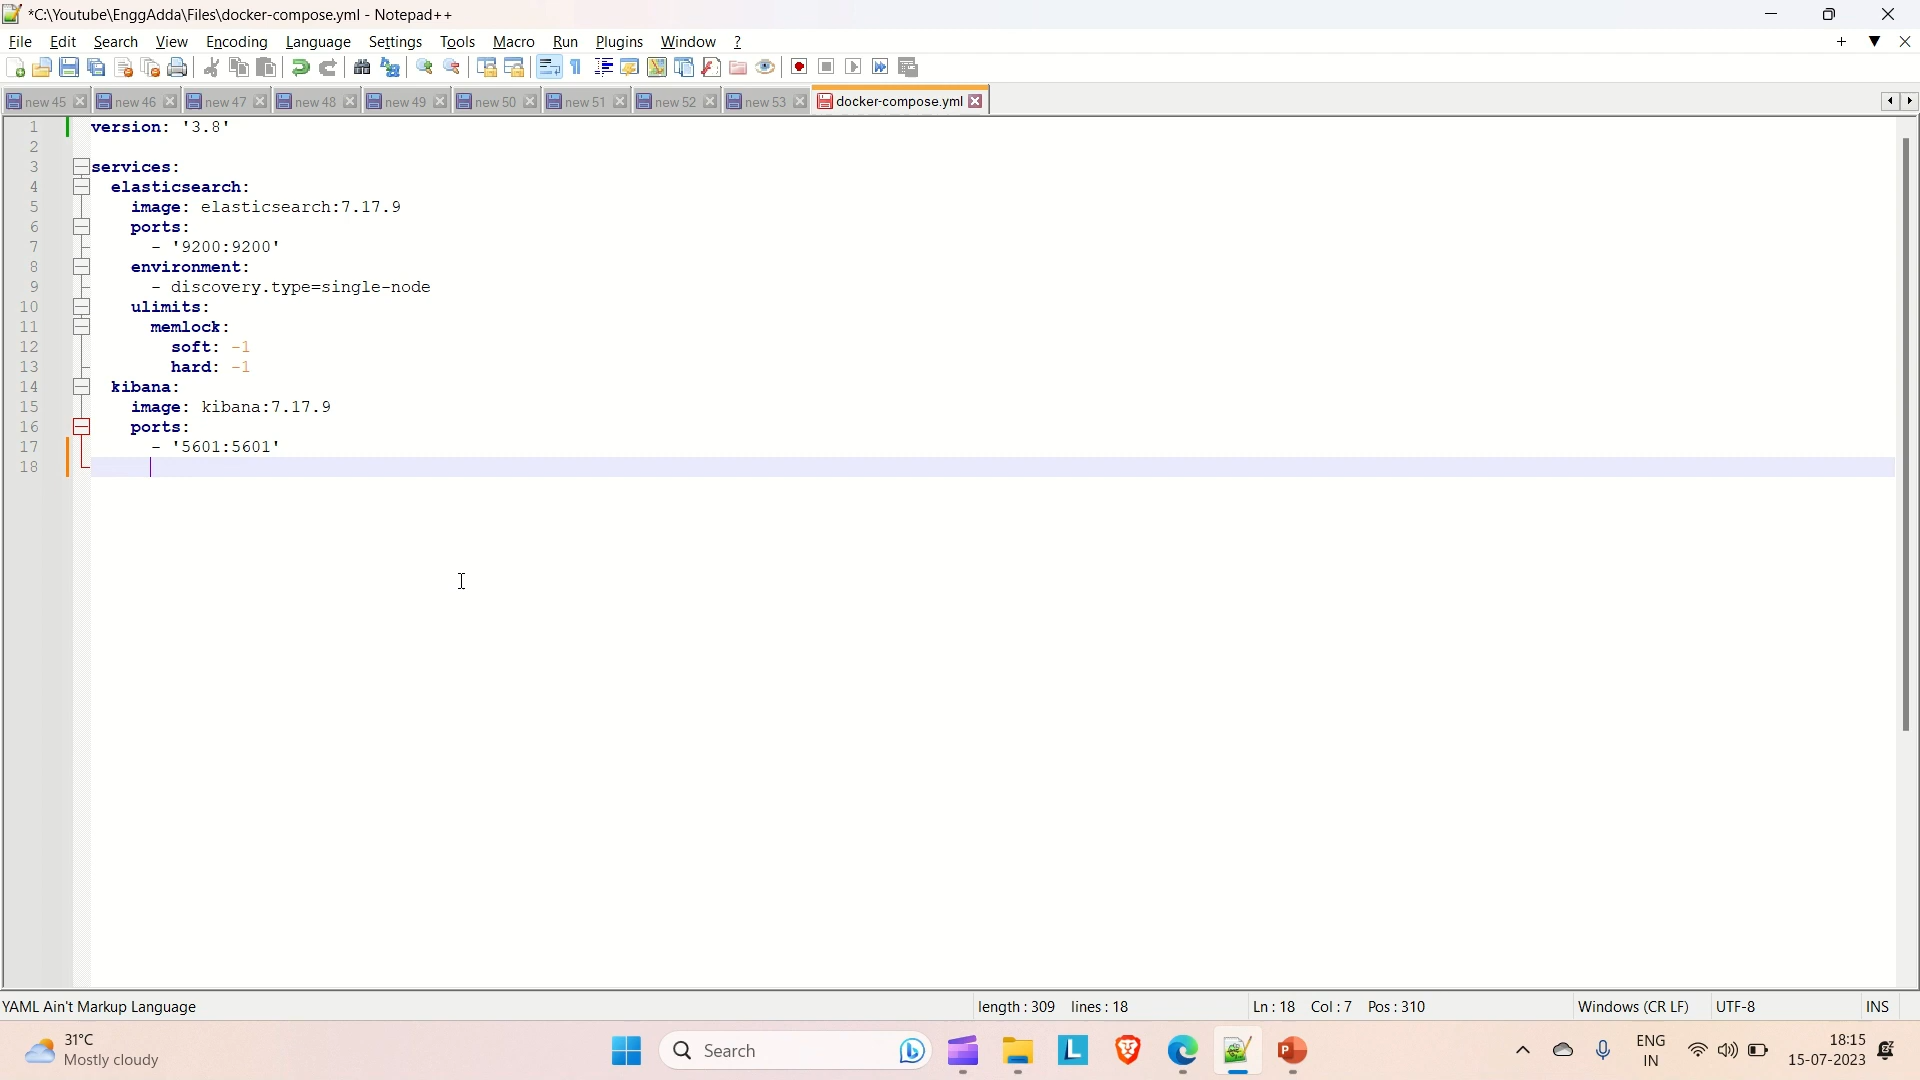 *C:\Youtube\EnggAdda\Files\docker-compose.yml - Notepad++
File Edit Search View Encoding Language Settings Tools Macro Run Plugins Window ?
new 45 new 46 new 47 new 48 new 49 new 50 new 51 new 52 new 53 docker-compose.yml
1 version: '3.8'
2
3 services:
4 elasticsearch:
5 image: elasticsearch:7.17.9
6 ports:
7 - '9200:9200'
8 environment:
9 - discovery.type=single-node
10 ulimits:
11 memlock:
12 soft: -1
13 hard: -1
14 kibana:
15 image: kibana:7.17.9
16 ports:
17 - '5601:5601'
18
YAML Ain't Markup Language length : 309 lines : 18 Ln : 18 Col : 7 Pos : 310 Windows (CR LF) UTF-8 INS
31°C
Mostly cloudy
Search
ENG
IN
18:15
15-07-2023